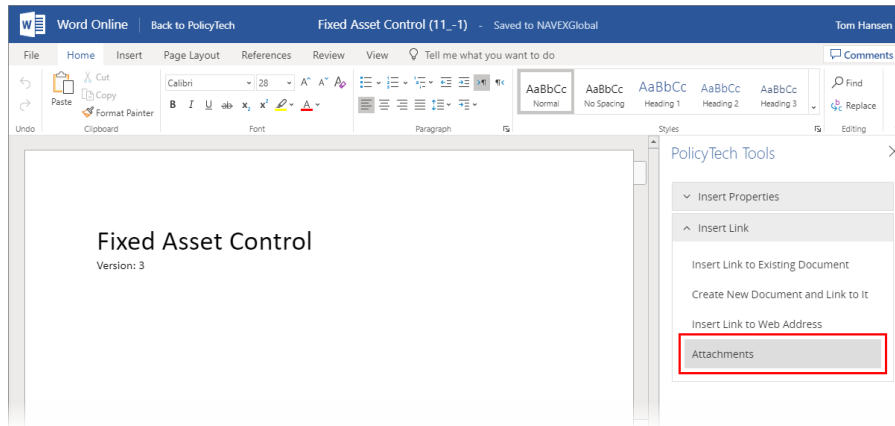 Word Online Back to PolicyTech Fixed Asset Control (11_-1) - Saved to NAVEXGlobal Tom Hansen
File Home Insert Page Layout References Review View Tell me what you want to do Comments
Paste
Cut
Copy
Format Painter
Calibri 28
B I U ab x₂ x² A
AaBbCc AaBbCc AaBbCc AaBbCc AaBbCc
Normal No Spacing Heading 1 Heading 2 Heading 3
Find
Replace
Undo Clipboard Font Paragraph Styles Editing
PolicyTech Tools
Insert Properties
Insert Link
Insert Link to Existing Document
Create New Document and Link to It
Insert Link to Web Address
Attachments
Fixed Asset Control
Version: 3